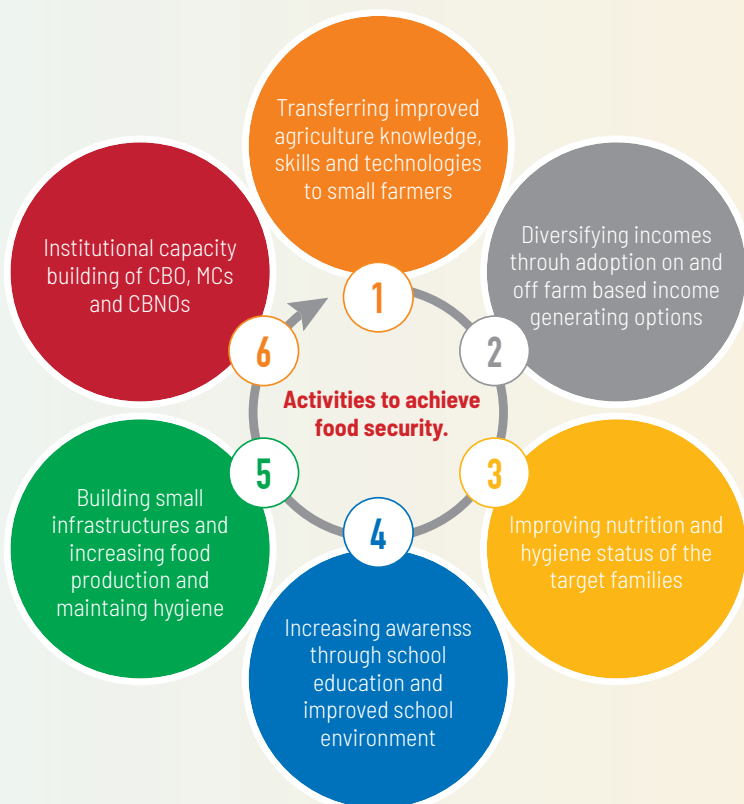 Transferring improved
agriculture knowledge,
skills and technologies
to small farmers
1
Diversifying incomes
throuh adoption on and
off farm based income
generating options
2
Improving nutrition and
hygiene status of the
target families
3
Increasing awarenss
through school
education and
improved school
environment
4
Building small
infrastructures and
increasing food
production and
maintaing hygiene
5
Institutional capacity
building of CBO, MCs
and CBNOs
6
Activities to achieve
food security.